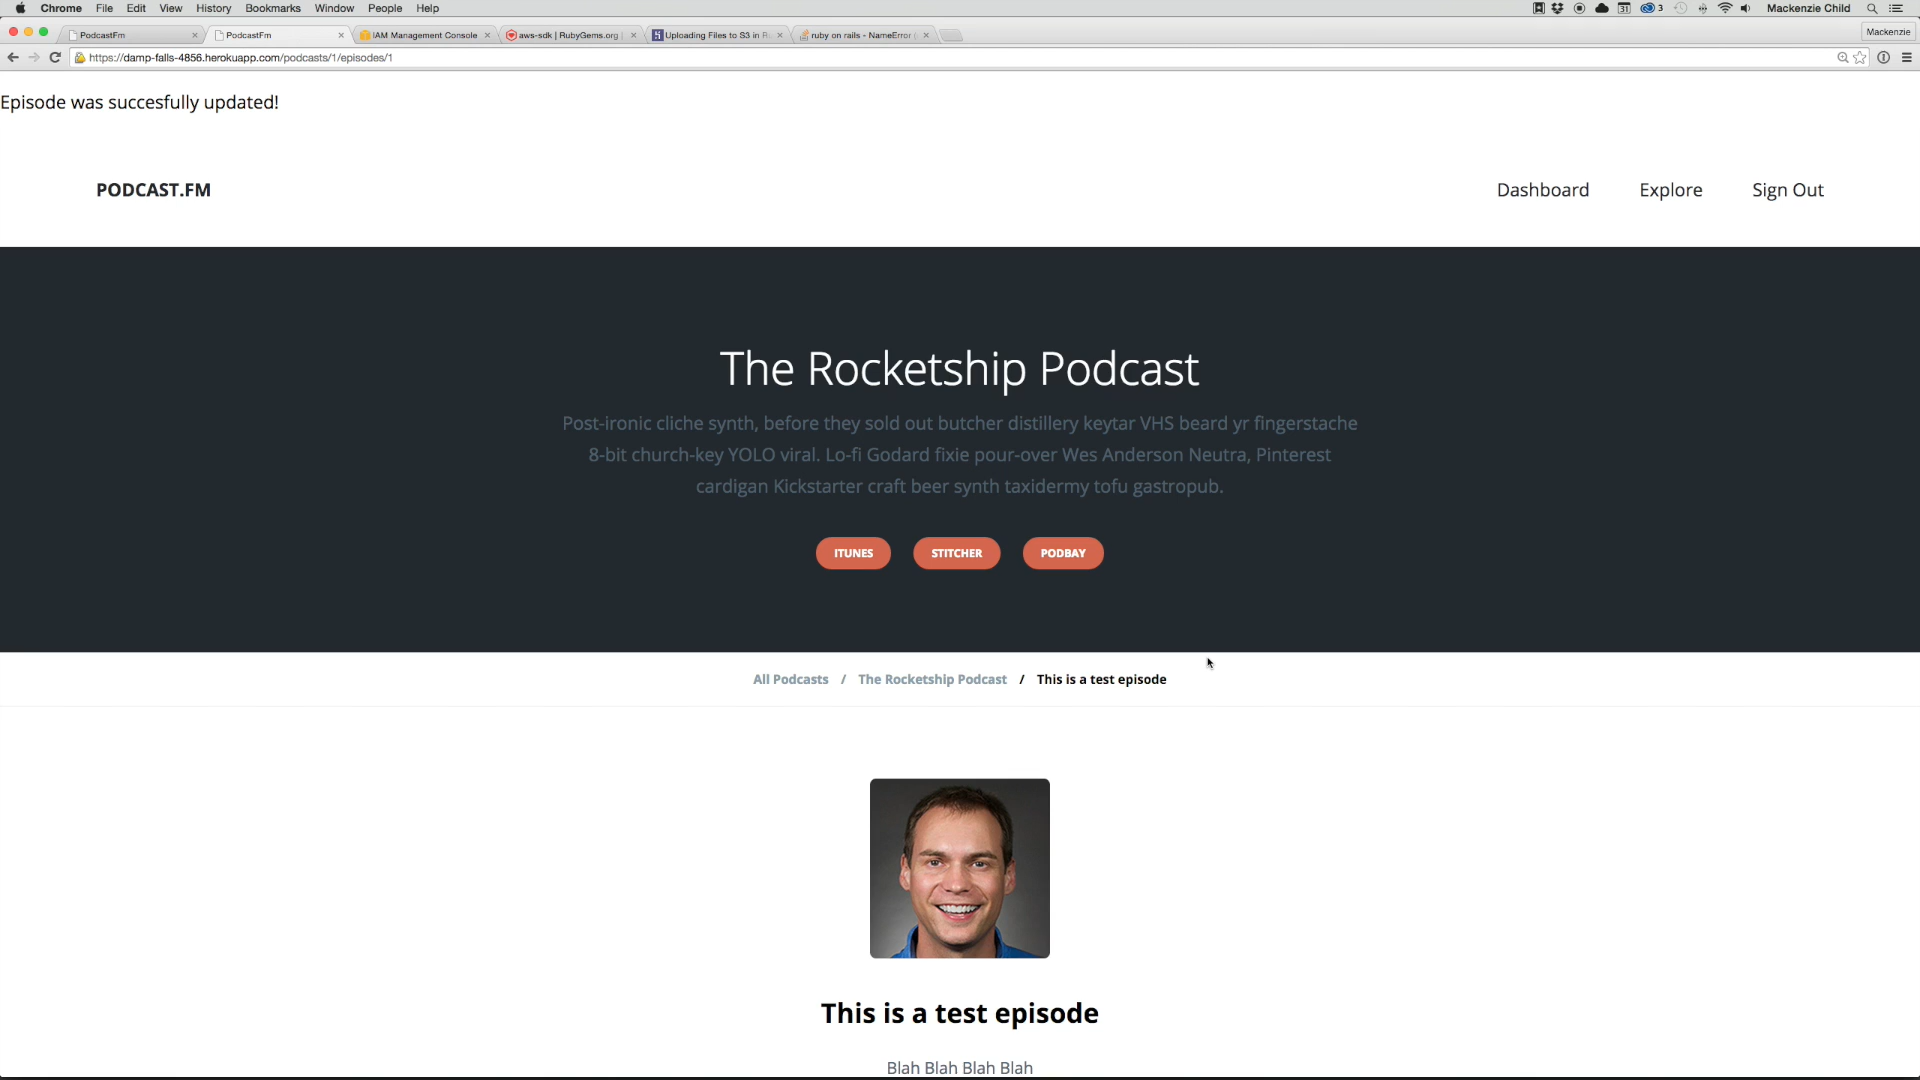 Chrome File Edit View History Bookmarks Window People Help
31 3 Mackenzie Child
PodcastFm
PodcastFm
IAM Management Console
aws-sdk | RubyGems.org |
Uploading Files to S3 in R
ruby on rails - NameError (
Mackenzie
https://damp-falls-4856.herokuapp.com/podcasts/1/episodes/1
Episode was succesfully updated!
PODCAST.FM
Dashboard Explore Sign Out
The Rocketship Podcast
Post-ironic cliche synth, before they sold out butcher distillery keytar VHS beard yr fingerstache
8-bit church-key YOLO viral. Lo-fi Godard fixie pour-over Wes Anderson Neutra, Pinterest
cardigan Kickstarter craft beer synth taxidermy tofu gastropub.
ITUNES STITCHER PODBAY
All Podcasts / The Rocketship Podcast / This is a test episode
This is a test episode
Blah Blah Blah Blah